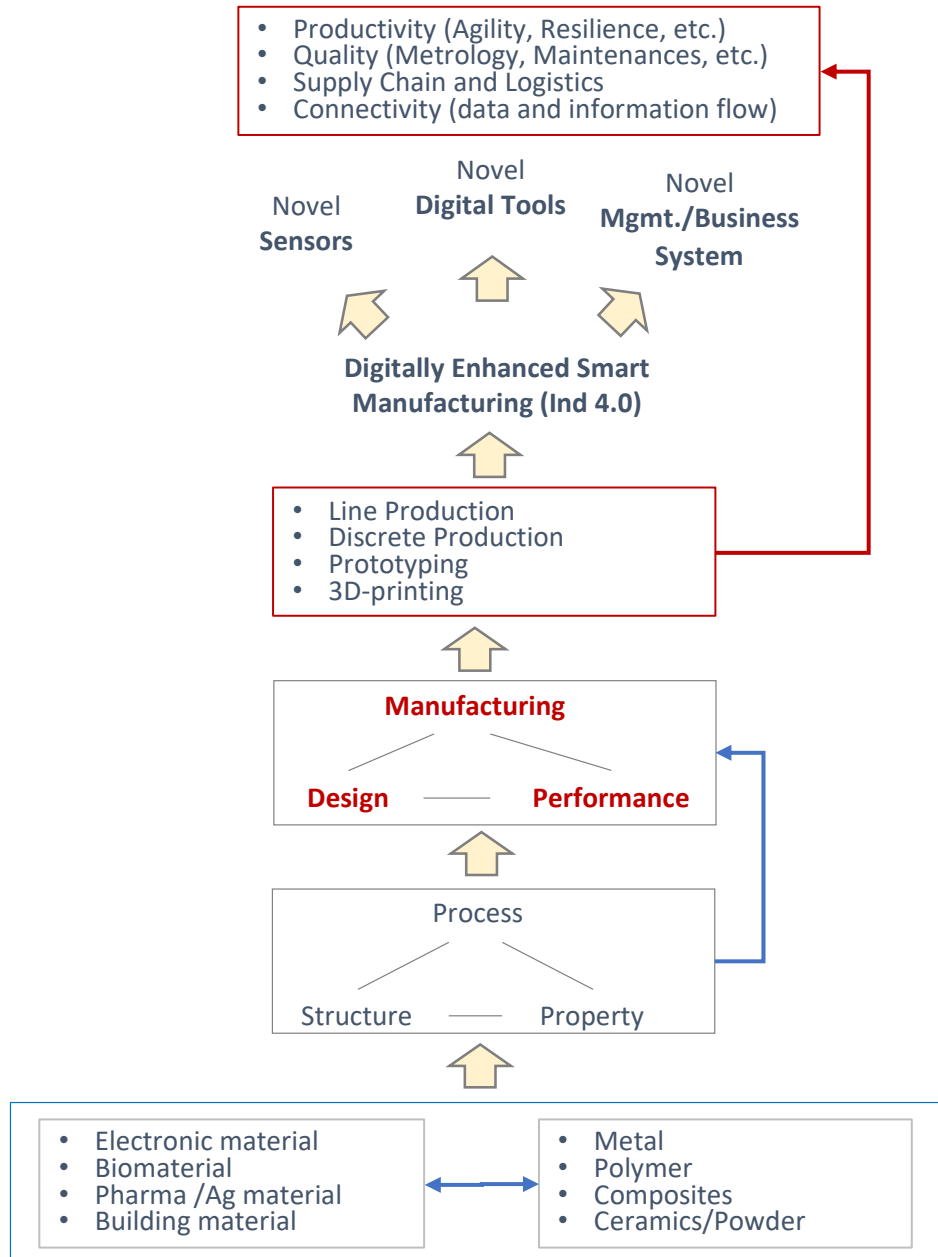 • Productivity (Agility, Resilience, etc.)
• Quality (Metrology, Maintenances, etc.)
• Supply Chain and Logistics
• Connectivity (data and information flow)
Novel
Sensors
Novel
Digital Tools
Novel
Mgmt./Business
System
Digitally Enhanced Smart
Manufacturing (Ind 4.0)
• Line Production
• Discrete Production
• Prototyping
• 3D-printing
Manufacturing
Design
Performance
Process
Structure
Property
• Electronic material
• Biomaterial
• Pharma /Ag material
• Building material
• Metal
• Polymer
• Composites
• Ceramics/Powder